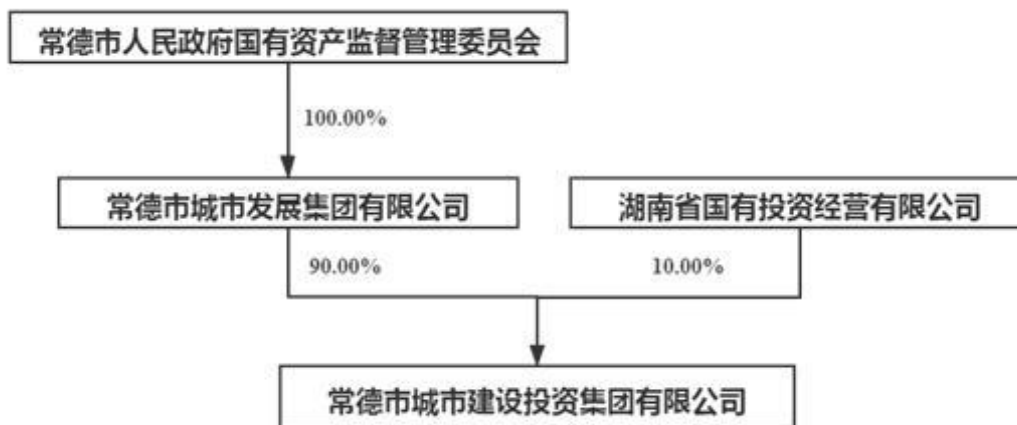 常德市人民政府国有资产监督管理委员会
100.00%
常德市城市发展集团有限公司
湖南省国有投资经营有限公司
90.00%
10.00%
常德市城市建设投资集团有限公司